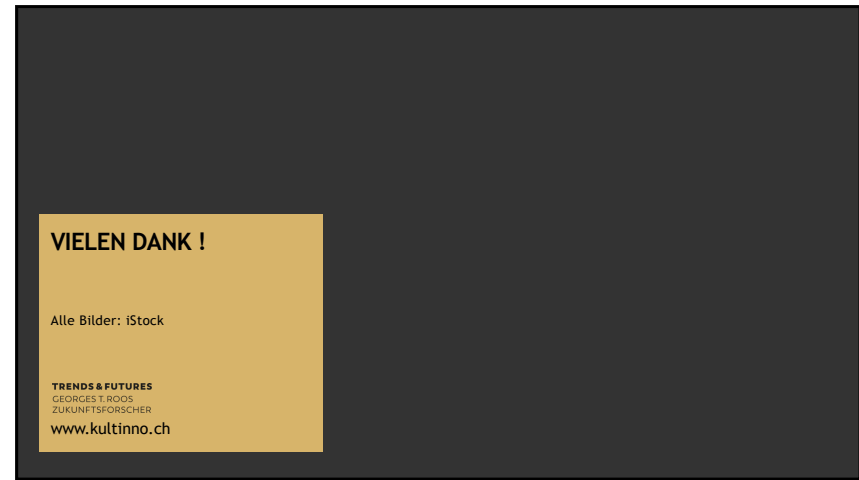 VIELEN DANK !
Alle Bilder: iStock
TRENDS & FUTURES
GEORGES T. ROOS
ZUKUNFTSFORSCHER
www.kultinno.ch